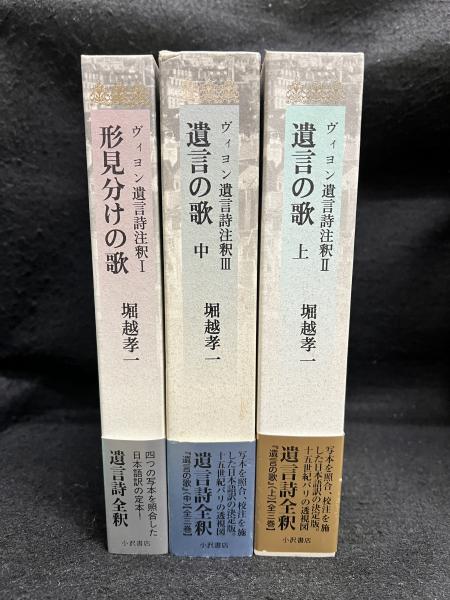 ヴィヨン遺言詩注釈Ⅰ
形見分けの歌
堀越孝一
四つの写本を照合した
日本語訳の定本
遺言詩全釈
小沢書店
ヴィヨン遺言詩注釈Ⅲ
遺言の歌 中
堀越孝一
写本を照合、校注を施
した日本語訳の決定版。
十五世紀パリの透視図
遺言詩全釈
『遺言の歌』(中)【全三巻】
小沢書店
ヴィヨン遺言詩注釈Ⅱ
遺言の歌 上
堀越孝一
写本を照合、校注を施
した日本語訳の決定版。
十五世紀パリの透視図
遺言詩全釈
『遺言の歌』(上)【全三巻】
小沢書店